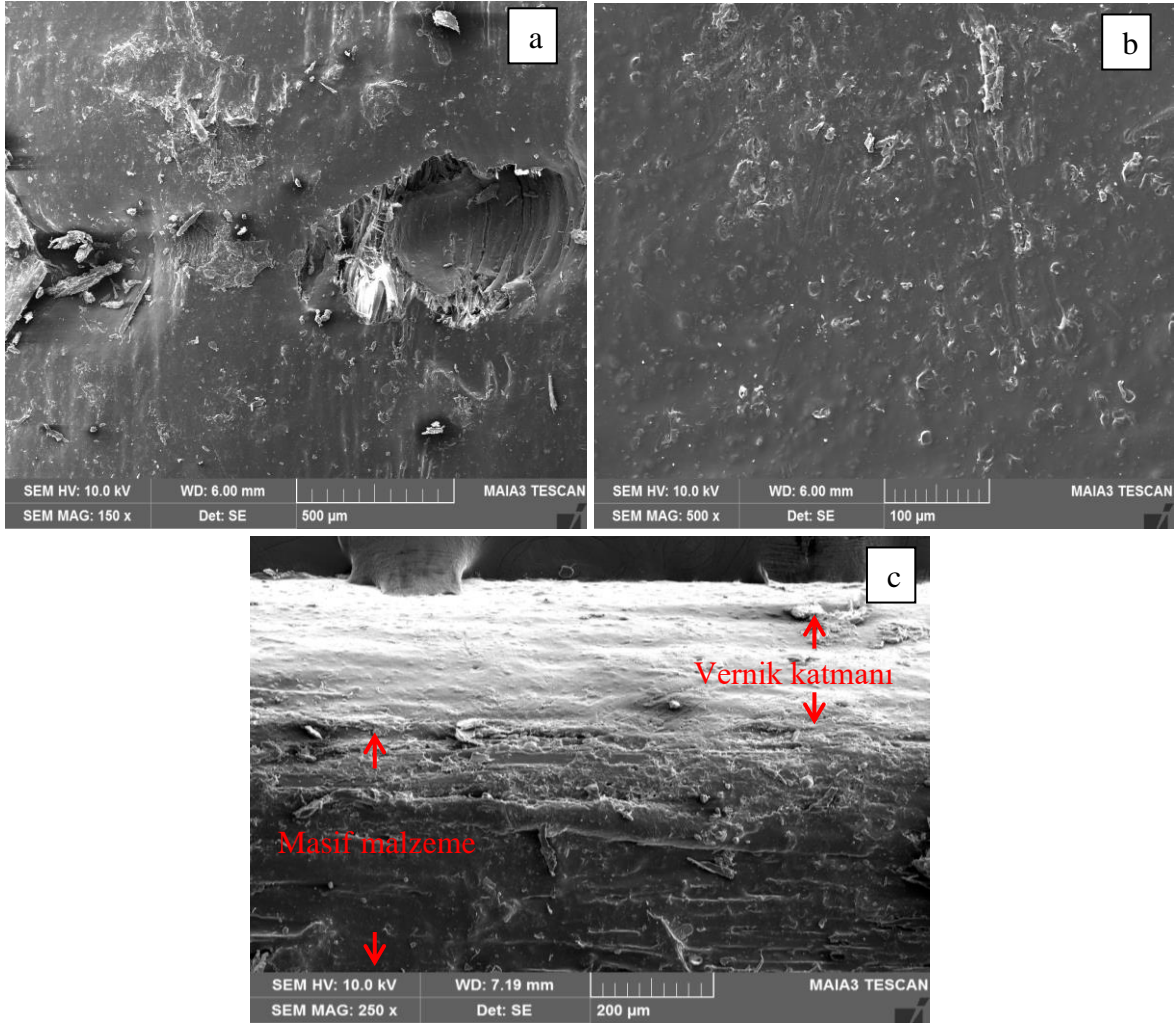 a
SEM HV: 10.0 kV WD: 6.00 mm MAIA3 TESCAN
SEM MAG: 150 x Det: SE 500 µm
b
SEM HV: 10.0 kV WD: 6.00 mm MAIA3 TESCAN
SEM MAG: 500 x Det: SE 100 µm
c
Vernik katmanı
Masif malzeme
SEM HV: 10.0 kV WD: 7.19 mm MAIA3 TESCAN
SEM MAG: 250 x Det: SE 200 µm